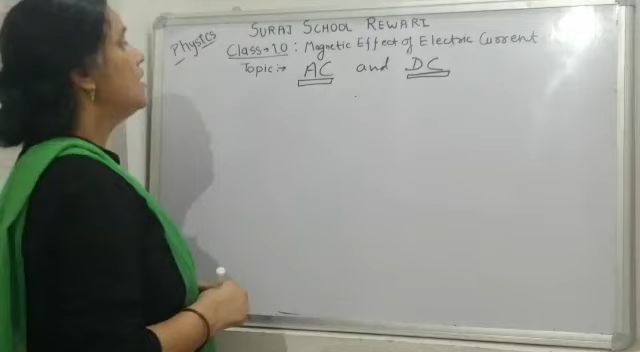 SURAJ SCHOOL REWARI
Physics
Class→10: Magnetic Effect of Electric Current
Topic:→ AC and DC